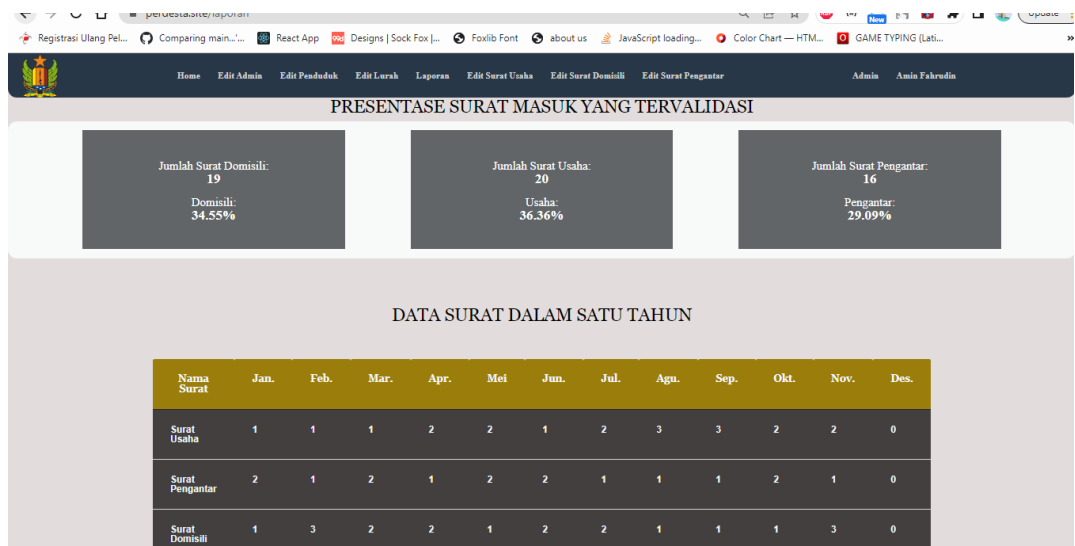 perdesta.site/laporan
Update
New
Registrasi Ulang Pel... Comparing main...'... React App Designs | Sock Fox |... Foxlib Font about us JavaScript loading... Color Chart — HTM... GAME TYPING (Lati... »
Home Edit Admin Edit Penduduk Edit Lurah Laporan Edit Surat Usaha Edit Surat Domisili Edit Surat Pengantar Admin Amin Fahrudin
PRESENTASE SURAT MASUK YANG TERVALIDASI
Jumlah Surat Domisili:
19
Domisili:
34.55%
Jumlah Surat Usaha:
20
Usaha:
36.36%
Jumlah Surat Pengantar:
16
Pengantar:
29.09%
DATA SURAT DALAM SATU TAHUN
Nama Surat Jan. Feb. Mar. Apr. Mei Jun. Jul. Agu. Sep. Okt. Nov. Des.
Surat Usaha 1 1 1 2 2 1 2 3 3 2 2 0
Surat Pengantar 2 1 2 1 2 2 1 1 1 2 1 0
Surat Domisili 1 3 2 2 1 2 2 1 1 1 3 0